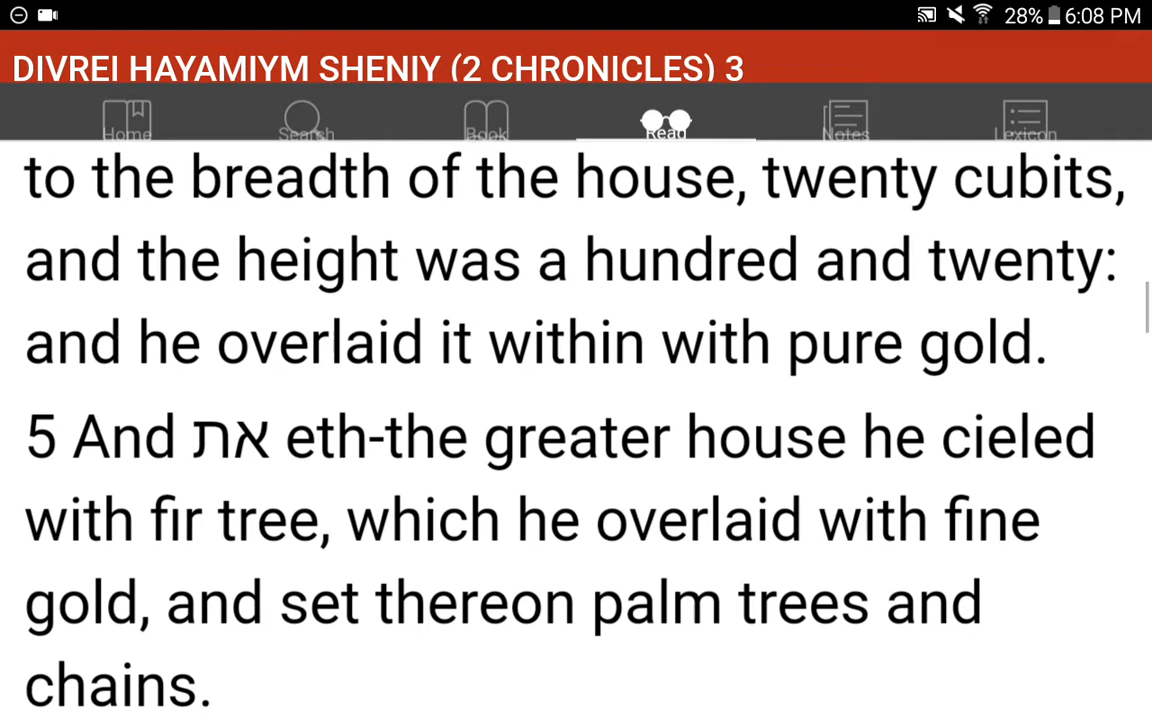 28% 6:08 PM
DIVREI HAYAMIYM SHENIY (2 CHRONICLES) 3
Home Search Book Read Notes Lexicon
to the breadth of the house, twenty cubits,
and the height was a hundred and twenty:
and he overlaid it within with pure gold.
5 And את eth-the greater house he cieled
with fir tree, which he overlaid with fine
gold, and set thereon palm trees and
chains.